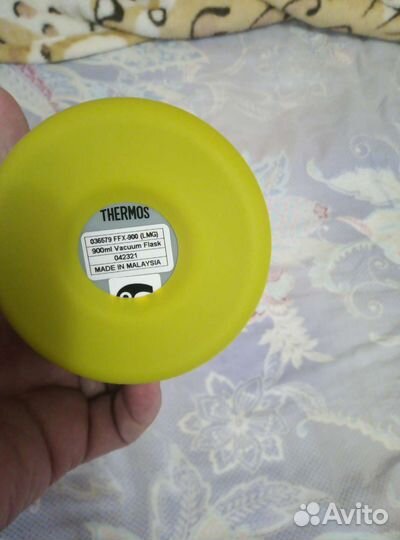 THERMOS
036579 FFX-900 (LMG)
900ml Vacuum Flask
042321
MADE IN MALAYSIA
Avito